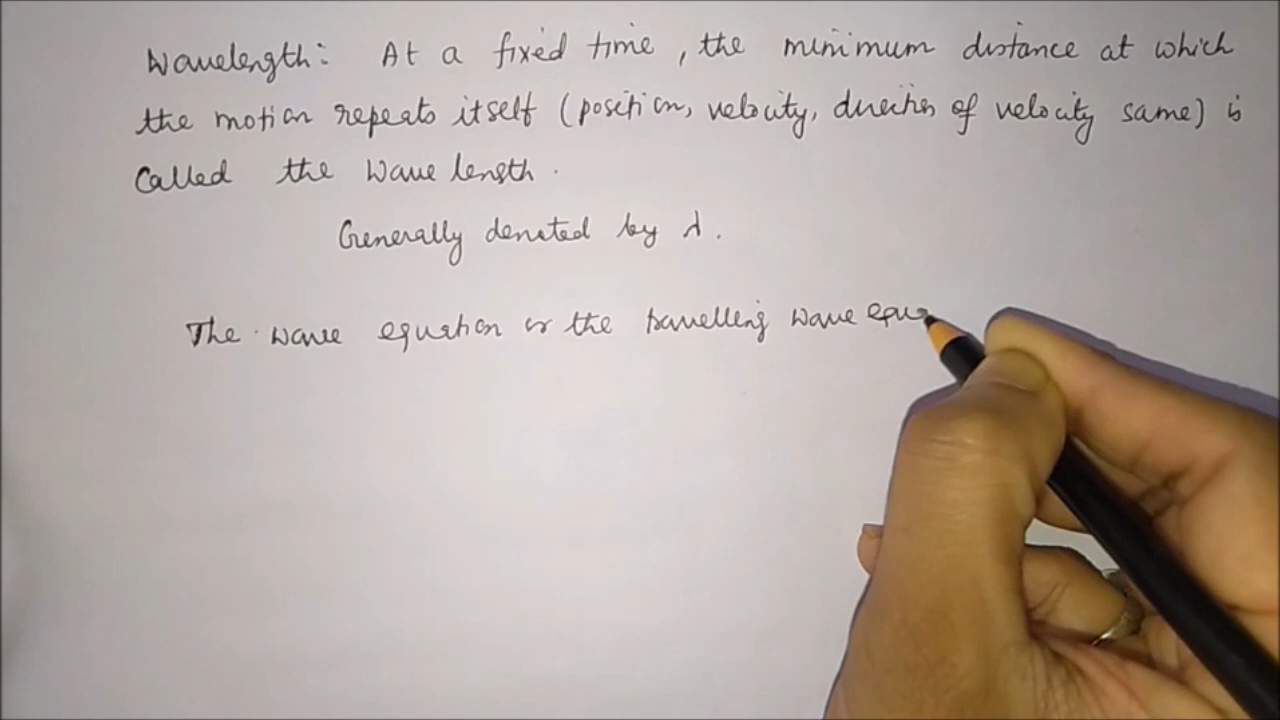 Wavelength: At a fixed time, the minimum distance at which
the motion repeats itself (position, velocity, direction of velocity same) is
Called the Wave length.
Generally denoted by λ.
The wave equation or the travelling wave equa